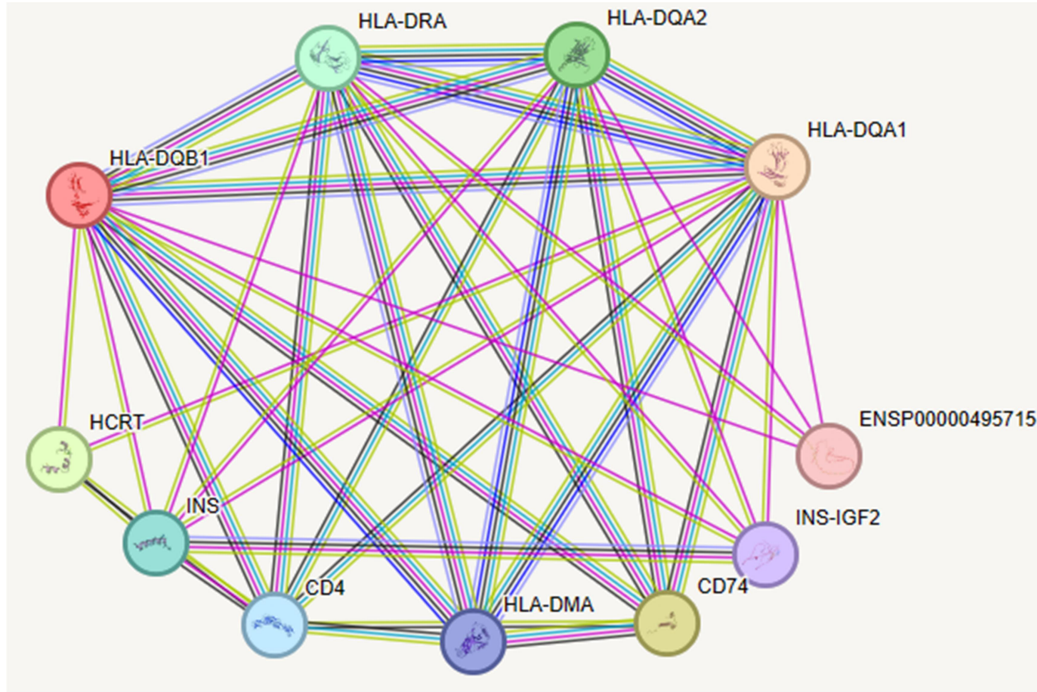 HLA-DRA
HLA-DQA2
HLA-DQA1
HLA-DQB1
HCRT
ENSP00000495715
INS
INS-IGF2
CD4
HLA-DMA
CD74